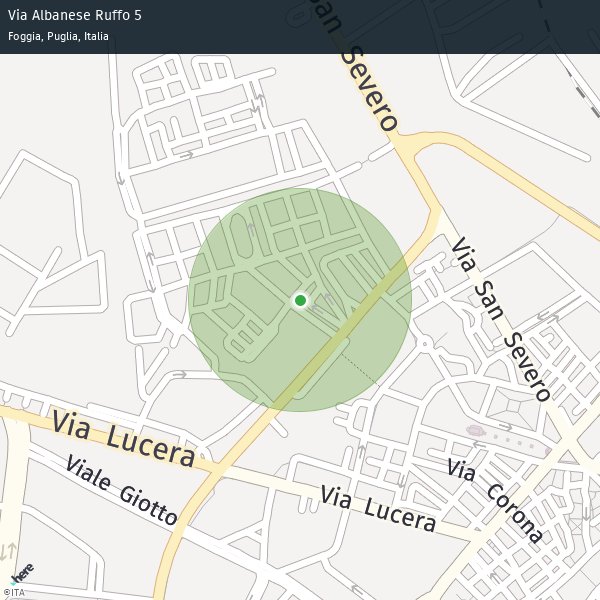 Via Albanese Ruffo 5
Foggia, Puglia, Italia
San Severo
Via San Severo
Via Lucera
Viale Giotto
Via Lucera
Via Corona
here
©ITA